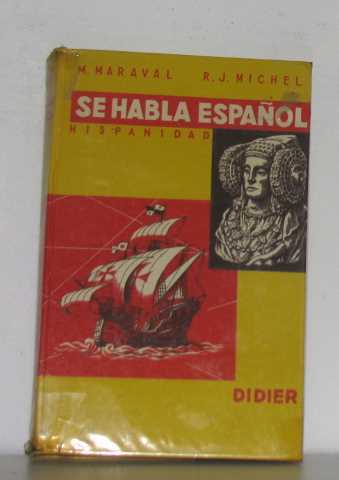 M. MARAVAL R. J. MICHEL
SE HABLA ESPAÑOL
HISPANIDAD
DIDIER